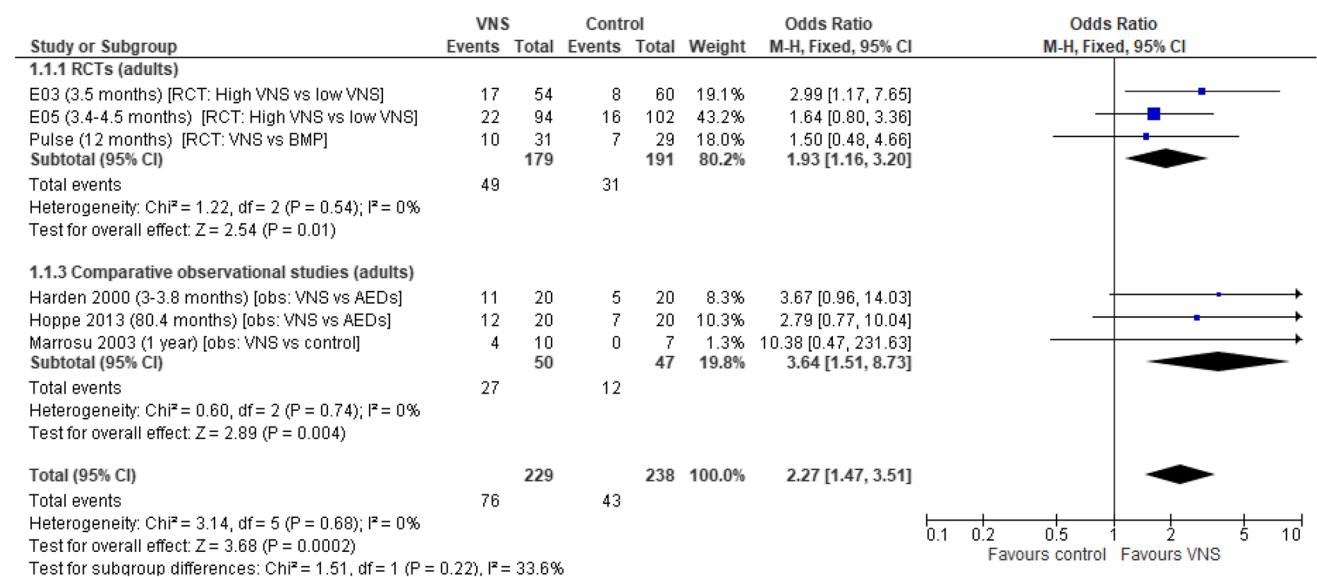 VNS Control Odds Ratio Odds Ratio
Study or Subgroup Events Total Events Total Weight M-H, Fixed, 95% CI M-H, Fixed, 95% CI
1.1.1 RCTs (adults)
E03 (3.5 months) [RCT: High VNS vs low VNS] 17 54 8 60 19.1% 2.99 [1.17, 7.65]
E05 (3.4-4.5 months) [RCT: High VNS vs low VNS] 22 94 16 102 43.2% 1.64 [0.80, 3.36]
Pulse (12 months) [RCT: VNS vs BMP] 10 31 7 29 18.0% 1.50 [0.48, 4.66]
Subtotal (95% CI) 179 191 80.2% 1.93 [1.16, 3.20]
Total events 49 31
Heterogeneity: Chi² = 1.22, df = 2 (P = 0.54); I² = 0%
Test for overall effect: Z = 2.54 (P = 0.01)
1.1.3 Comparative observational studies (adults)
Harden 2000 (3-3.8 months) [obs: VNS vs AEDs] 11 20 5 20 8.3% 3.67 [0.96, 14.03]
Hoppe 2013 (80.4 months) [obs: VNS vs AEDs] 12 20 7 20 10.3% 2.79 [0.77, 10.04]
Marrosu 2003 (1 year) [obs: VNS vs control] 4 10 0 7 1.3% 10.38 [0.47, 231.63]
Subtotal (95% CI) 50 47 19.8% 3.64 [1.51, 8.73]
Total events 27 12
Heterogeneity: Chi² = 0.60, df = 2 (P = 0.74); I² = 0%
Test for overall effect: Z = 2.89 (P = 0.004)
Total (95% CI) 229 238 100.0% 2.27 [1.47, 3.51]
Total events 76 43
Heterogeneity: Chi² = 3.14, df = 5 (P = 0.68); I² = 0%
Test for overall effect: Z = 3.68 (P = 0.0002)
Test for subgroup differences: Chi² = 1.51, df = 1 (P = 0.22), I² = 33.6%
0.1 0.2 0.5 1 2 5 10
Favours control Favours VNS